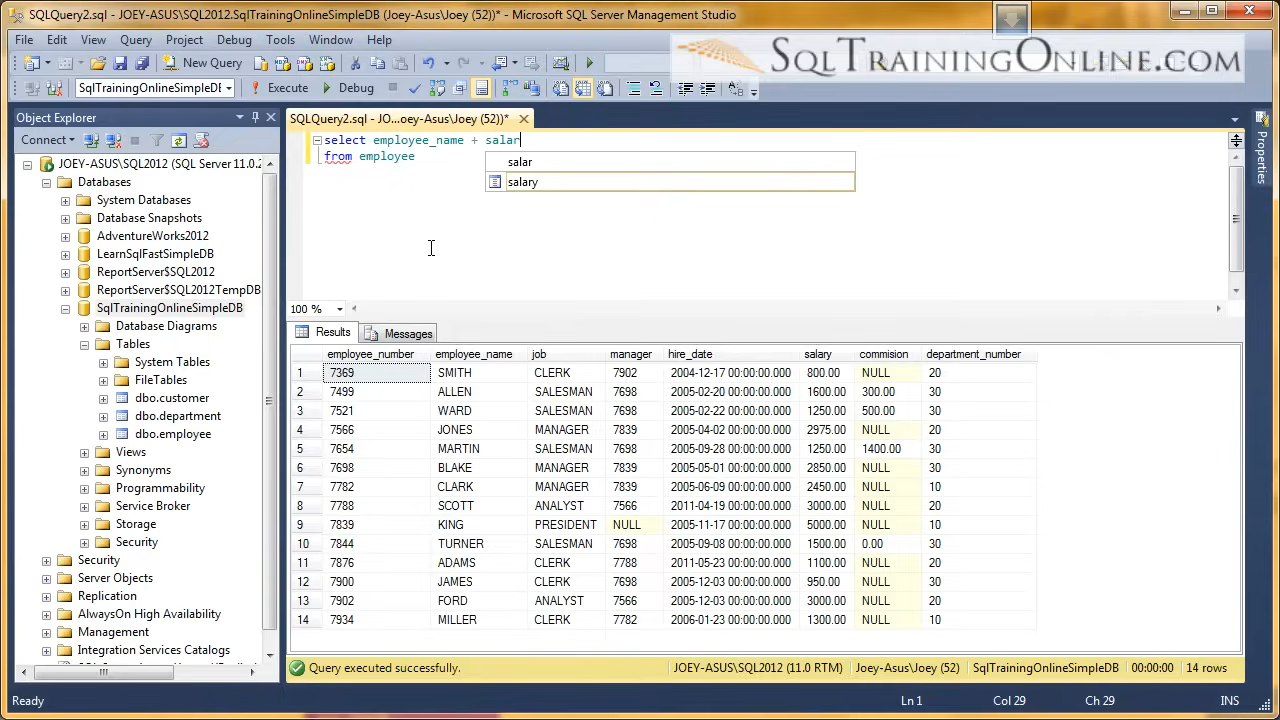 SQLQuery2.sql - JOEY-ASUS\SQL2012.SqlTrainingOnlineSimpleDB (Joey-Asus\Joey (52))* - Microsoft SQL Server Management Studio
File Edit View Query Project Debug Tools Window Help
SQLTRAININGONLINE.COM
New Query
SqlTrainingOnlineSimpleDE
Execute
Debug
Object Explorer
SQLQuery2.sql - JO...oey-Asus\Joey (52))*
Connect
JOEY-ASUS\SQL2012 (SQL Server 11.0.2
Databases
System Databases
Database Snapshots
AdventureWorks2012
LearnSqlFastSimpleDB
ReportServer$SQL2012
ReportServer$SQL2012TempDB
SqlTrainingOnlineSimpleDB
Database Diagrams
Tables
System Tables
FileTables
dbo.customer
dbo.department
dbo.employee
Views
Synonyms
Programmability
Service Broker
Storage
Security
Security
Server Objects
Replication
AlwaysOn High Availability
Management
Integration Services Catalogs
select employee_name + salar
from employee
salar
salary
Properties
100 %
Results Messages
employee_number employee_name job manager hire_date salary commision department_number
1 7369 SMITH CLERK 7902 2004-12-17 00:00:00.000 800.00 NULL 20
2 7499 ALLEN SALESMAN 7698 2005-02-20 00:00:00.000 1600.00 300.00 30
3 7521 WARD SALESMAN 7698 2005-02-22 00:00:00.000 1250.00 500.00 30
4 7566 JONES MANAGER 7839 2005-04-02 00:00:00.000 2975.00 NULL 20
5 7654 MARTIN SALESMAN 7698 2005-09-28 00:00:00.000 1250.00 1400.00 30
6 7698 BLAKE MANAGER 7839 2005-05-01 00:00:00.000 2850.00 NULL 30
7 7782 CLARK MANAGER 7839 2005-06-09 00:00:00.000 2450.00 NULL 10
8 7788 SCOTT ANALYST 7566 2011-04-19 00:00:00.000 3000.00 NULL 20
9 7839 KING PRESIDENT NULL 2005-11-17 00:00:00.000 5000.00 NULL 10
10 7844 TURNER SALESMAN 7698 2005-09-08 00:00:00.000 1500.00 0.00 30
11 7876 ADAMS CLERK 7788 2011-05-23 00:00:00.000 1100.00 NULL 20
12 7900 JAMES CLERK 7698 2005-12-03 00:00:00.000 950.00 NULL 30
13 7902 FORD ANALYST 7566 2005-12-03 00:00:00.000 3000.00 NULL 20
14 7934 MILLER CLERK 7782 2006-01-23 00:00:00.000 1300.00 NULL 10
Query executed successfully. JOEY-ASUS\SQL2012 (11.0 RTM) Joey-Asus\Joey (52) SqlTrainingOnlineSimpleDB 00:00:00 14 rows
Ready Ln 1 Col 29 Ch 29 INS